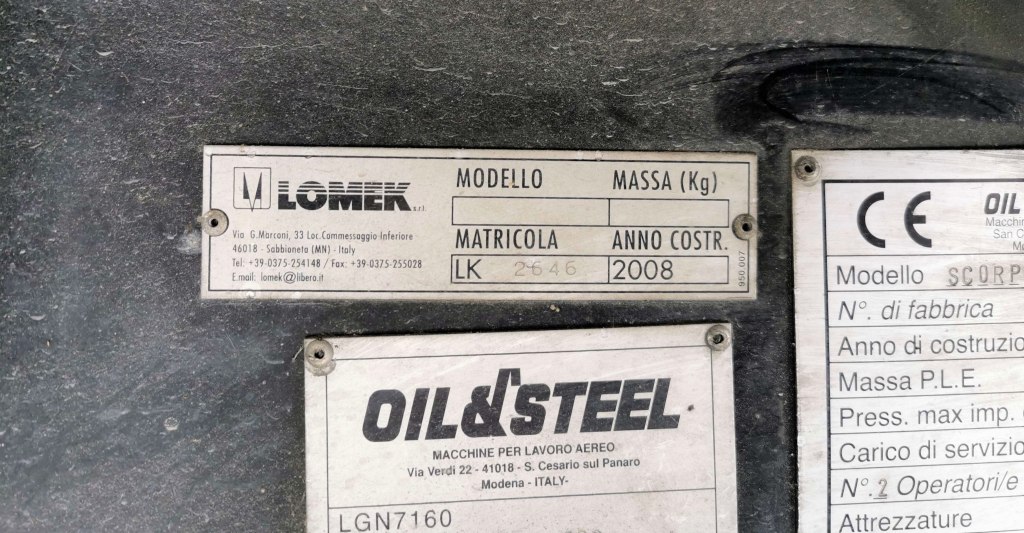 LOMEK s.r.l.
Via G.Marconi, 33 Loc.Commessaggio Inferiore
46018 - Sabbioneta (MN) - Italy
Tel: +39-0375-254148 / Fax: +39-0375-255028
E.mail: lomek@libero.it
MODELLO MASSA (Kg)
MATRICOLA ANNO COSTR.
LK 2646 2008
950.007
OIL&STEEL
MACCHINE PER LAVORO AEREO
Via Verdi 22 - 41018 - S. Cesario sul Panaro
Modena - ITALY-
LGN7160
CE OIL
Macchin
San C
Modello SCORP
N°. di fabbrica
Anno di costruzio
Massa P.L.E.
Press. max imp.
Carico di servizio
N°.2 Operatori/e
Attrezzature